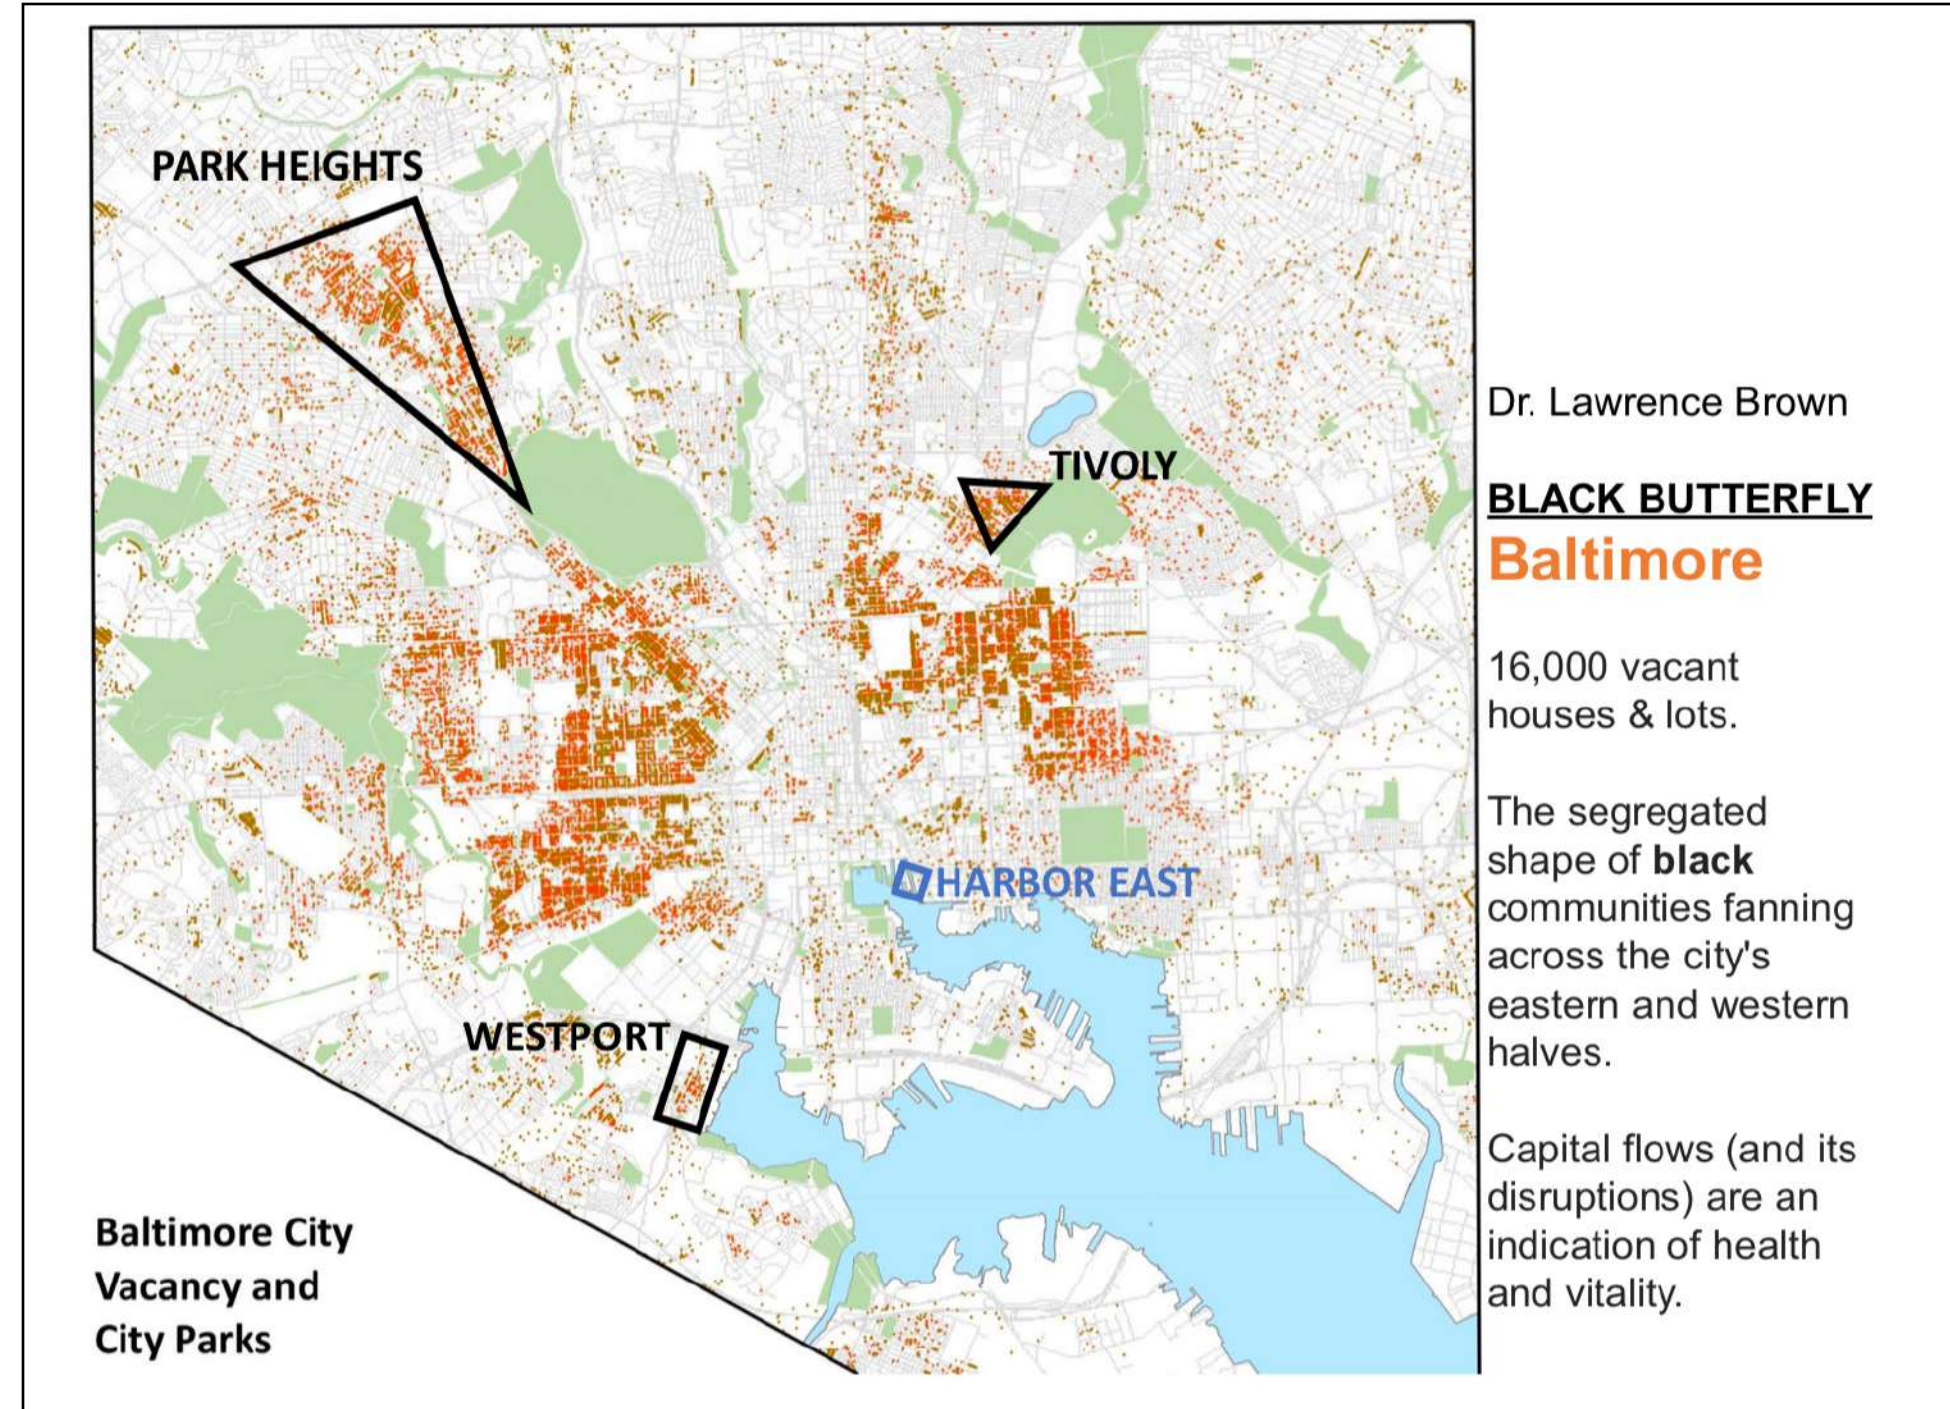 PARK HEIGHTS
TIVOLY
HARBOR EAST
WESTPORT
Baltimore City
Vacancy and
City Parks
Dr. Lawrence Brown
BLACK BUTTERFLY
Baltimore
16,000 vacant
houses & lots.
The segregated
shape of black
communities fanning
across the city's
eastern and western
halves.
Capital flows (and its
disruptions) are an
indication of health
and vitality.